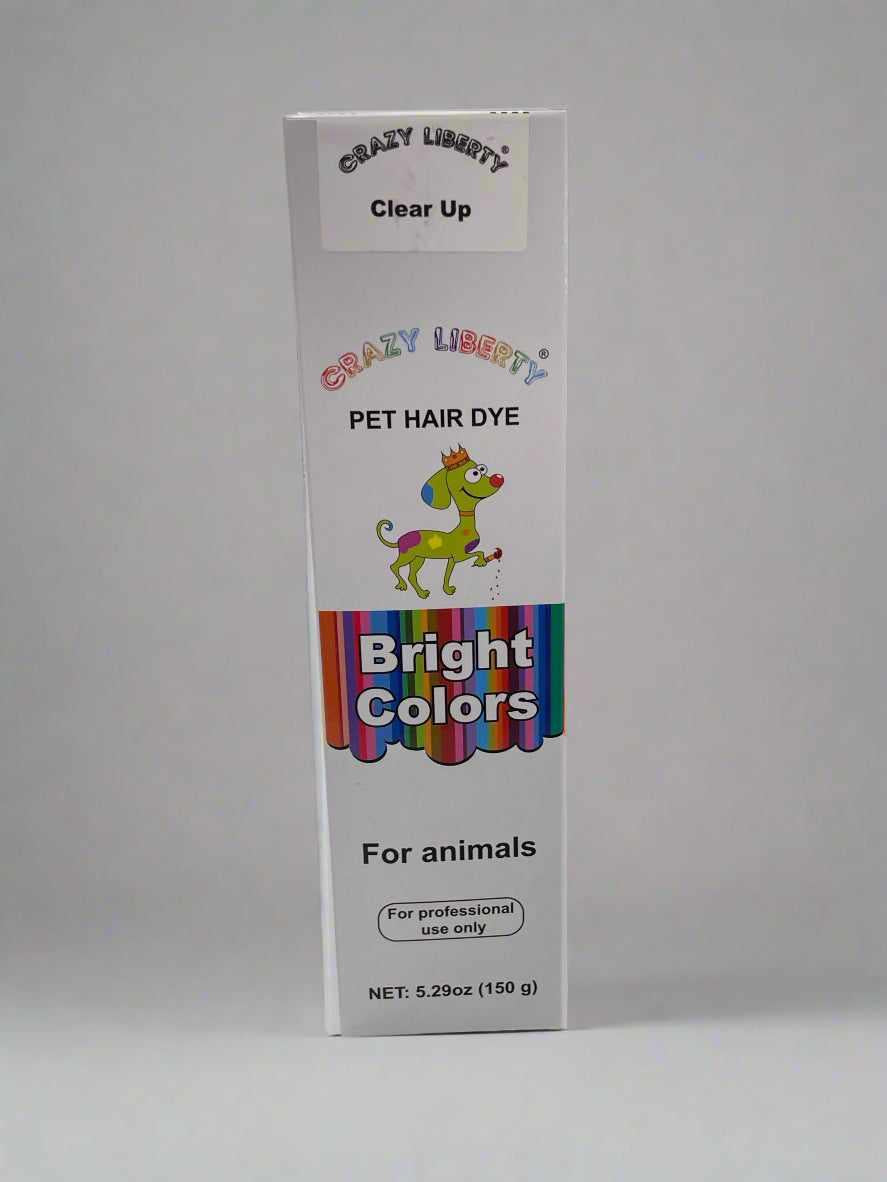 CRAZY LIBERTY®
Clear Up
CRAZY LIBERTY®
PET HAIR DYE
Bright
Colors
For animals
For professional
use only
NET: 5.29oz (150 g)